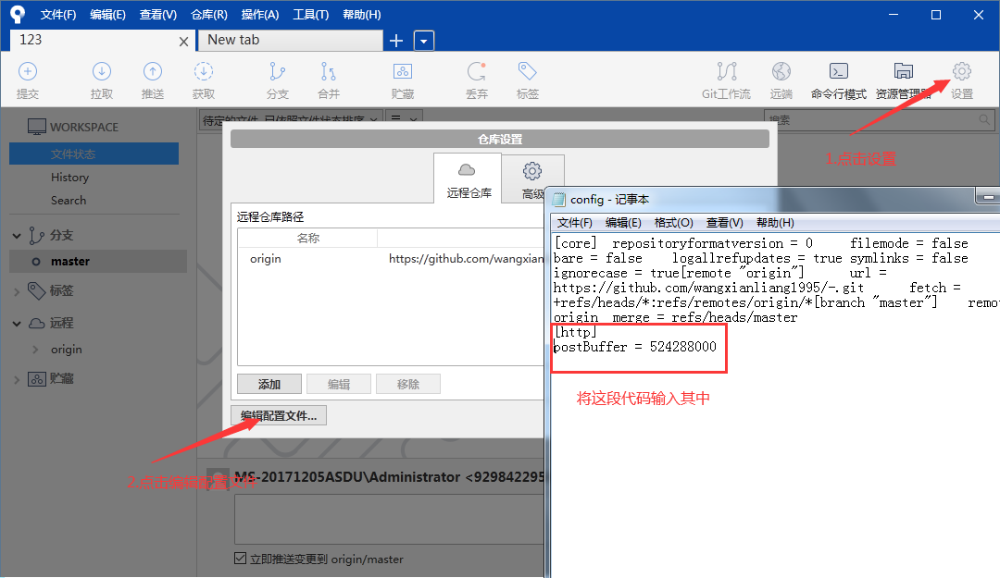 文件(F) 编辑(E) 查看(V) 仓库(R) 操作(A) 工具(T) 帮助(H)
123
New tab
提交 拉取 推送 获取 分支 合并 贮藏 丢弃 标签 Git工作流 远端 命令行模式 资源管理器 设置
WORKSPACE
文件状态
History
Search
分支
master
标签
远程
origin
贮藏
待定的文件, 已依照文件状态排序
搜索
1.点击设置
仓库设置
远程仓库
高级
远程仓库路径
名称
origin https://github.com/wangxian
添加 编辑 移除
编辑配置文件...
2.点击编辑配置文件
MS-20171205ASDU\Administrator <929842295
立即推送变更到 origin/master
config - 记事本
文件(F) 编辑(E) 格式(O) 查看(V) 帮助(H)
[core] repositoryformatversion = 0 filemode = false
bare = false logallrefupdates = true symlinks = false
ignorecase = true[remote "origin"] url =
https://github.com/wangxianliang1995/-.git fetch =
+refs/heads/*:refs/remotes/origin/*[branch "master"] remo
origin merge = refs/heads/master
[http]
postBuffer = 524288000
将这段代码输入其中